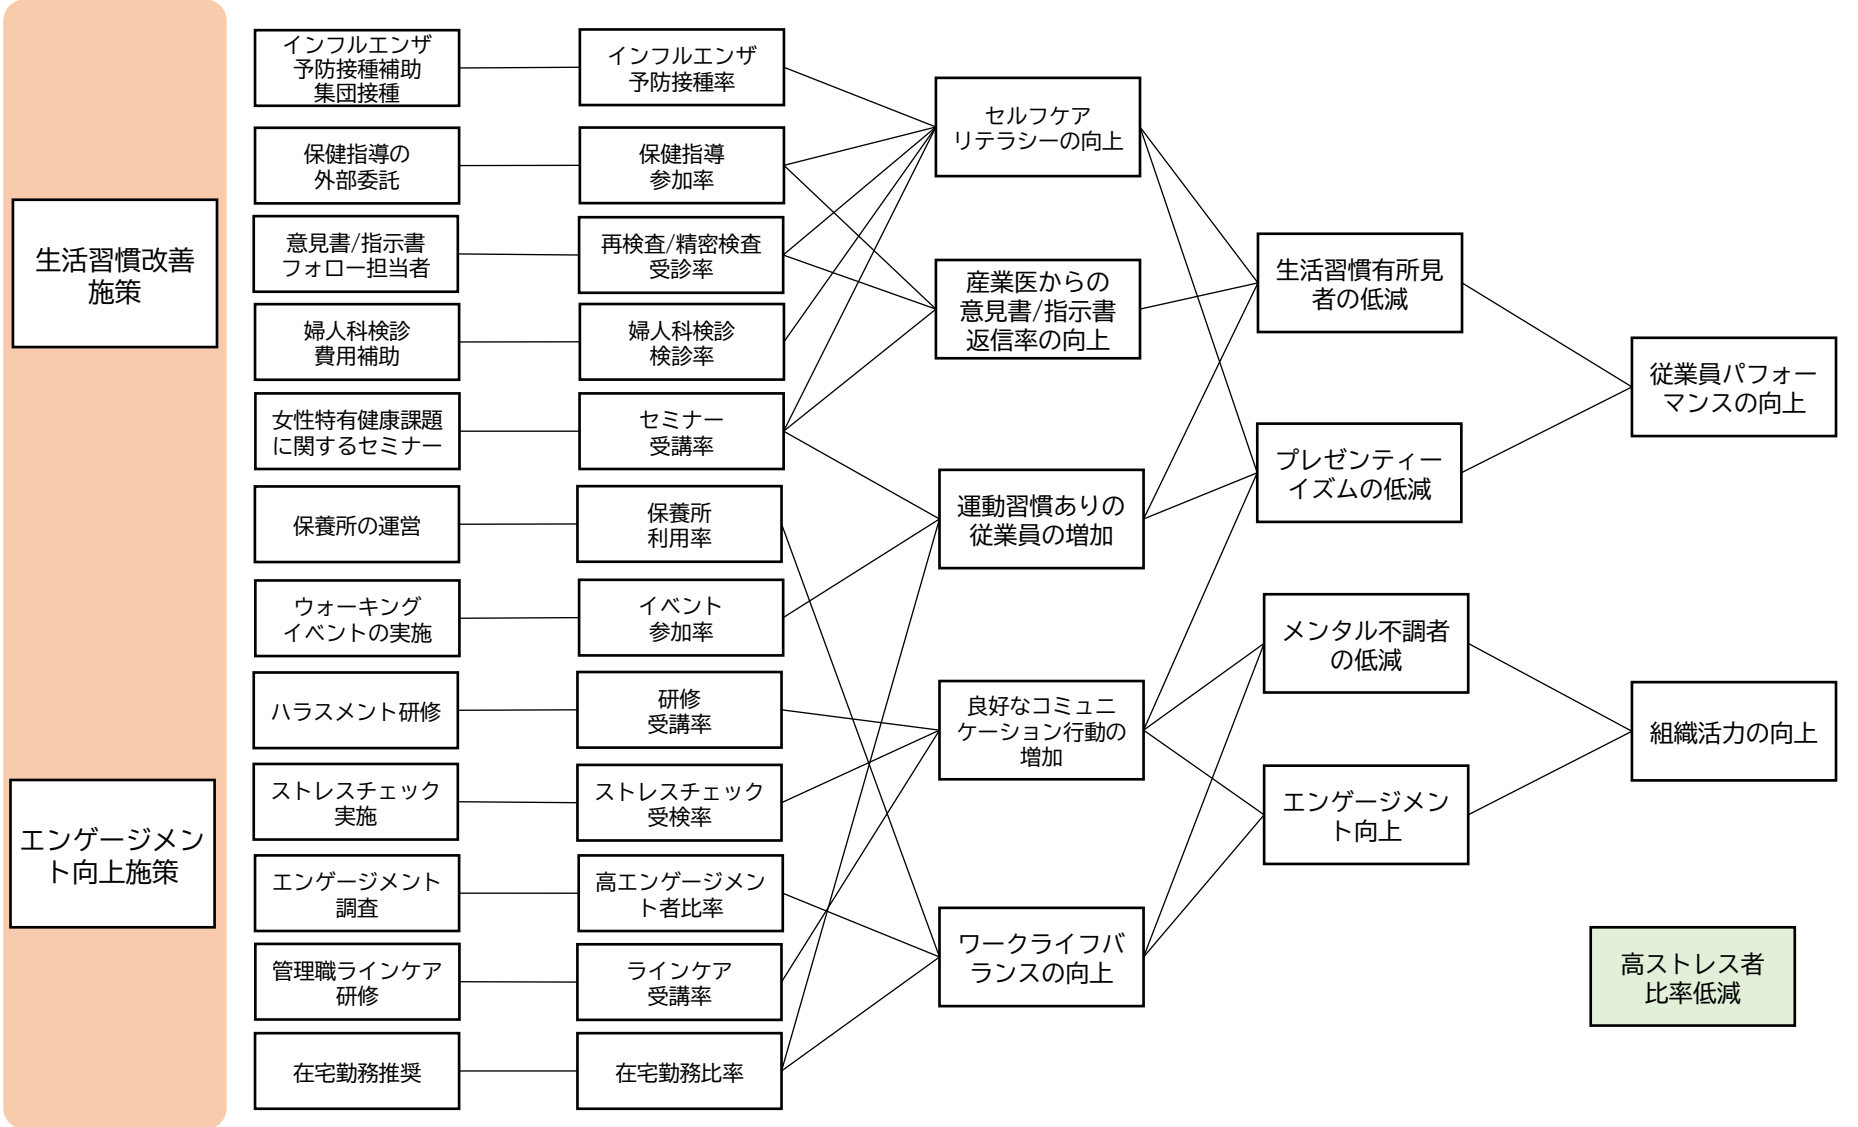 生活習慣改善
施策
エンゲージメン
ト向上施策
インフルエンザ
予防接種補助
集団接種
保健指導の
外部委託
意見書/指示書
フォロー担当者
婦人科検診
費用補助
女性特有健康課題
に関するセミナー
保養所の運営
ウォーキング
イベントの実施
ハラスメント研修
ストレスチェック
実施
エンゲージメント
調査
管理職ラインケア
研修
在宅勤務推奨
インフルエンザ
予防接種率
保健指導
参加率
再検査/精密検査
受診率
婦人科検診
検診率
セミナー
受講率
保養所
利用率
イベント
参加率
研修
受講率
ストレスチェック
受検率
高エンゲージメン
ト者比率
ラインケア
受講率
在宅勤務比率
セルフケア
リテラシーの向上
産業医からの
意見書/指示書
返信率の向上
運動習慣ありの
従業員の増加
良好なコミュニ
ケーション行動の
増加
ワークライフバ
ランスの向上
生活習慣有所見
者の低減
プレゼンティー
イズムの低減
メンタル不調者
の低減
エンゲージメン
ト向上
従業員パフォー
マンスの向上
組織活力の向上
高ストレス者
比率低減